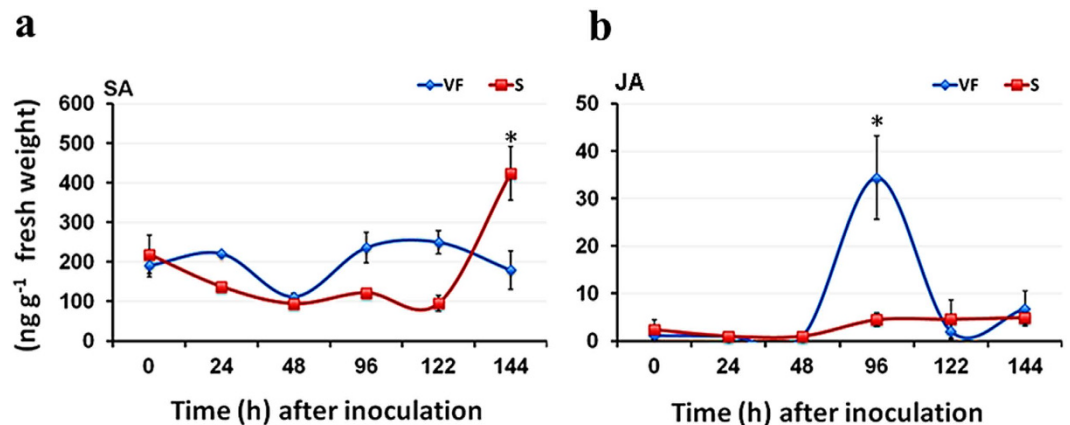 a
SA
VF S
600
500
400
300
200
100
0
*
(ng g⁻¹ fresh weight)
0 24 48 96 122 144
Time (h) after inoculation
b
JA
VF S
50
40
30
20
10
0
*
0 24 48 96 122 144
Time (h) after inoculation